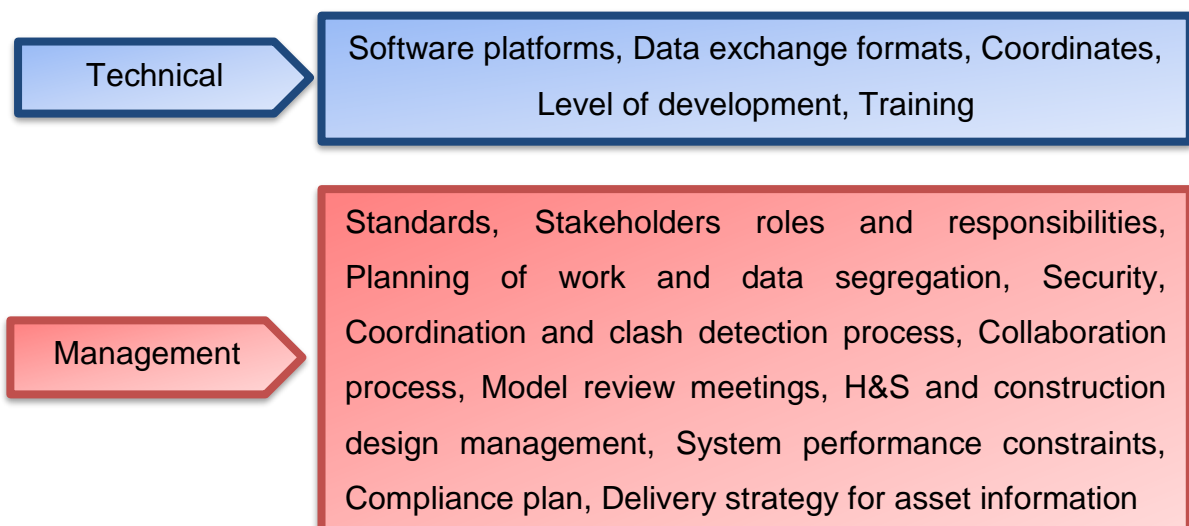 Technical
Software platforms, Data exchange formats, Coordinates,
Level of development, Training
Management
Standards, Stakeholders roles and responsibilities,
Planning of work and data segregation, Security,
Coordination and clash detection process, Collaboration
process, Model review meetings, H&S and construction
design management, System performance constraints,
Compliance plan, Delivery strategy for asset information